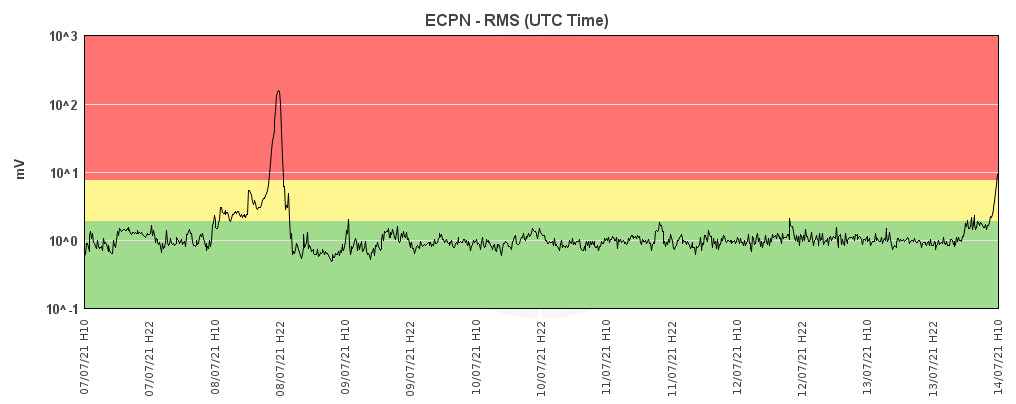 ECPN - RMS (UTC Time)
mV
10^3
10^2
10^1
10^0
10^-1
07/07/21 H10
07/07/21 H22
08/07/21 H10
08/07/21 H22
09/07/21 H10
09/07/21 H22
10/07/21 H10
10/07/21 H22
11/07/21 H10
11/07/21 H22
12/07/21 H10
12/07/21 H22
13/07/21 H10
13/07/21 H22
14/07/21 H10